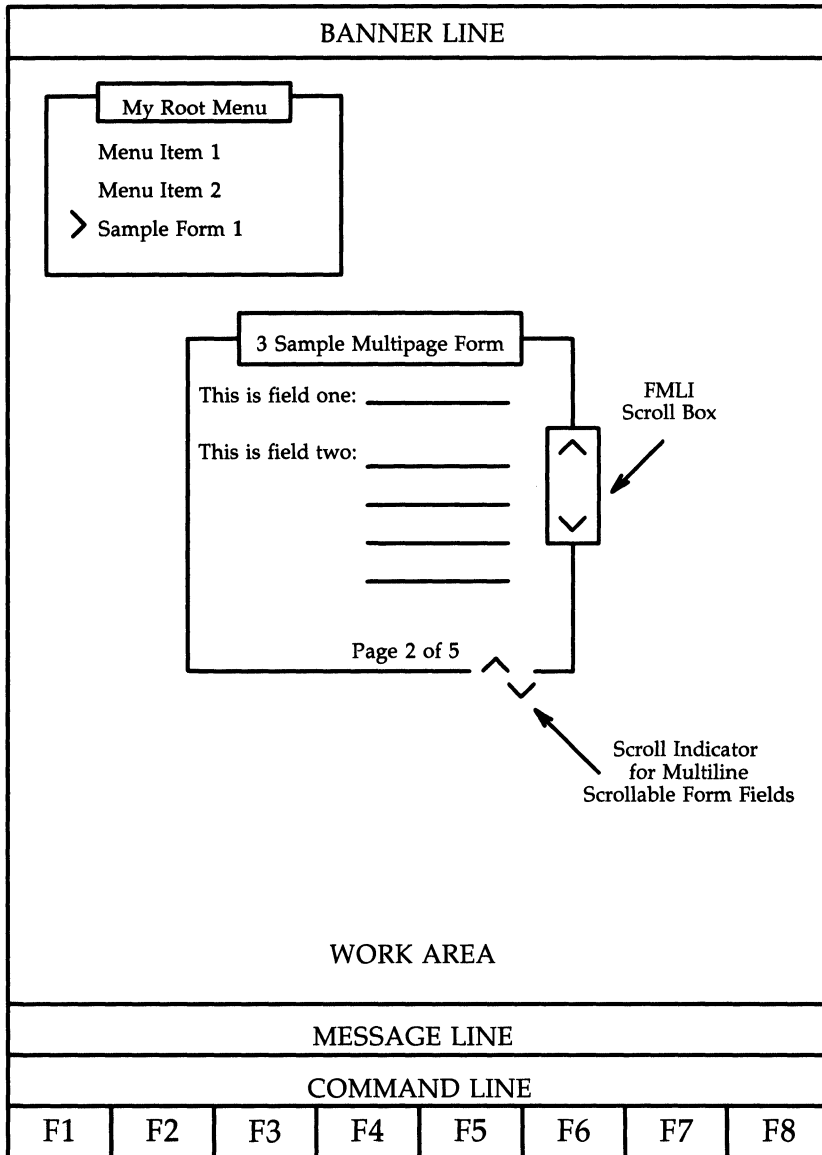 BANNER LINE
My Root Menu
Menu Item 1
Menu Item 2
> Sample Form 1
3 Sample Multipage Form
This is field one:
This is field two:
FMLI
Scroll Box
Page 2 of 5
Scroll Indicator
for Multiline
Scrollable Form Fields
WORK AREA
MESSAGE LINE
COMMAND LINE
F1 F2 F3 F4 F5 F6 F7 F8